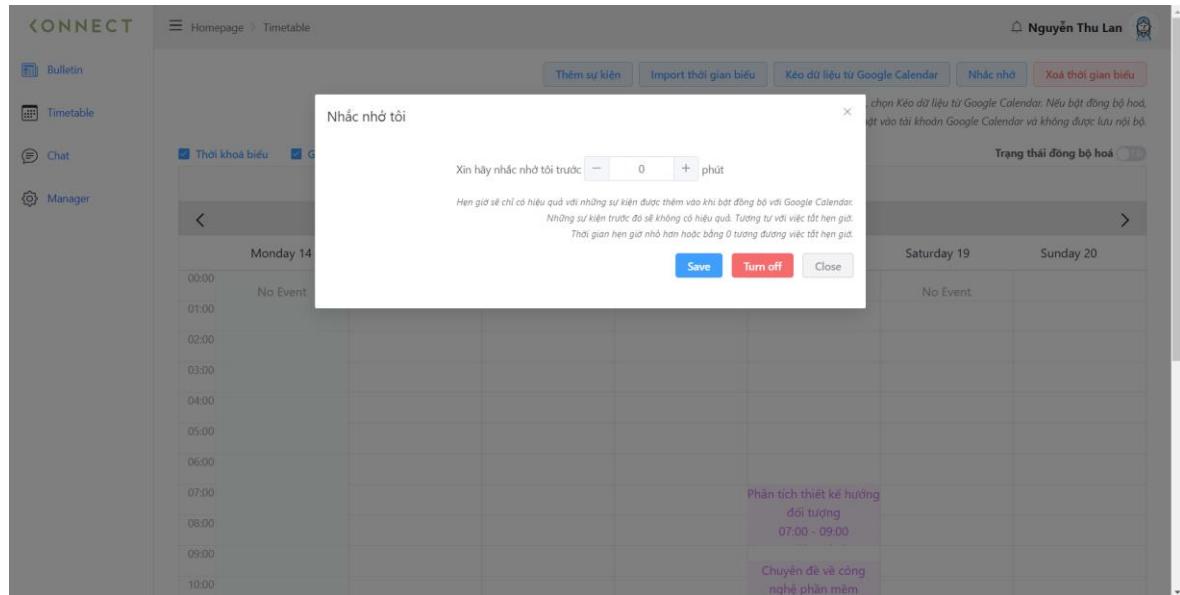 KONNECT
Homepage > Timetable
Nguyễn Thu Lan
Bulletin
Timetable
Chat
Manager
Thêm sự kiện
Import thời gian biểu
Kéo dữ liệu từ Google Calendar
Nhắc nhở
Xoá thời gian biểu
, chọn Kéo dữ liệu từ Google Calendar. Nếu bật đồng bộ hoá,
vào tài khoản Google Calendar và không được lưu nội bộ.
Thời khoá biểu
G
Trạng thái đồng bộ hoá
Nhắc nhở tôi
Xin hãy nhắc nhở tôi trước − 0 + phút
Hẹn giờ sẽ chỉ có hiệu quả với những sự kiện được thêm vào khi bật đồng bộ với Google Calendar.
Những sự kiện trước đó sẽ không có hiệu quả. Tương tự với việc tắt hẹn giờ.
Thời gian hẹn giờ nhỏ hơn hoặc bằng 0 tương đương việc tắt hẹn giờ.
Save
Turn off
Close
Monday 14
Saturday 19
Sunday 20
No Event
No Event
00:00
01:00
02:00
03:00
04:00
05:00
06:00
07:00
08:00
09:00
10:00
Phân tích thiết kế hướng
đối tượng
07:00 - 09:00
Chuyên đề về công
nghệ phần mềm